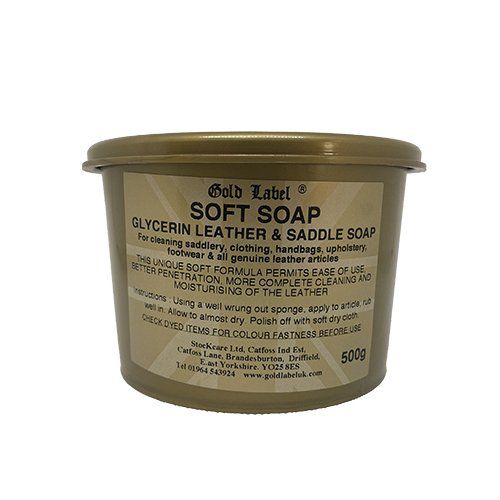 Gold Label ®
SOFT SOAP
GLYCERIN LEATHER & SADDLE SOAP
For cleaning saddlery, clothing, handbags, upholstery,
footwear & all genuine leather articles
THIS UNIQUE SOFT FORMULA PERMITS EASE OF USE,
BETTER PENETRATION, MORE COMPLETE CLEANING AND
MOISTURISING OF THE LEATHER
Instructions : Using a well wrung out sponge, apply to article, rub
well in. Allow to almost dry. Polish off with soft dry cloth.
CHECK DYED ITEMS FOR COLOUR FASTNESS BEFORE USE
StocKcare Ltd, Catfoss Ind Est,
Catfoss Lane, Brandesburton, Driffield,
E.ast Yorkshire. YO25 8ES
Tel 01964 543924 www.goldlabeluk.com
500g